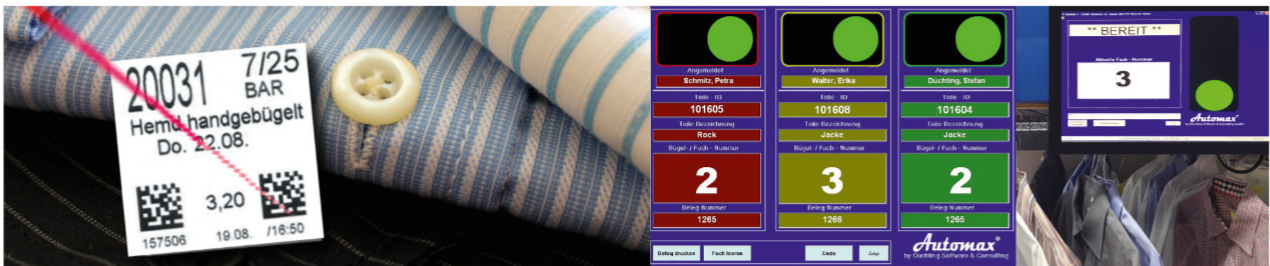 20031 7/25
BAR
Hemd handgebügelt
Do. 22.08.
3,20
157506 19.08. /16:50
Angemeldet
Schmitz, Petra
Teile - ID
101605
Teile-Bezeichnung
Rock
Bügel- / Fach - Nummer
2
Beleg Nummer
1265
Angemeldet
Walter, Erika
Teile - ID
101608
Teile-Bezeichnung
Jacke
Bügel- / Fach - Nummer
3
Beleg Nummer
1266
Angemeldet
Düchting, Stefan
Teile - ID
101604
Teile-Bezeichnung
Jacke
Bügel- / Fach - Nummer
2
Beleg Nummer
1265
Beleg drucken Fach leeren Ende Setup
Automax®
by Düchting Software & Consulting
** BEREIT **
Aktuelle Fach - Nummer
3
Automax®